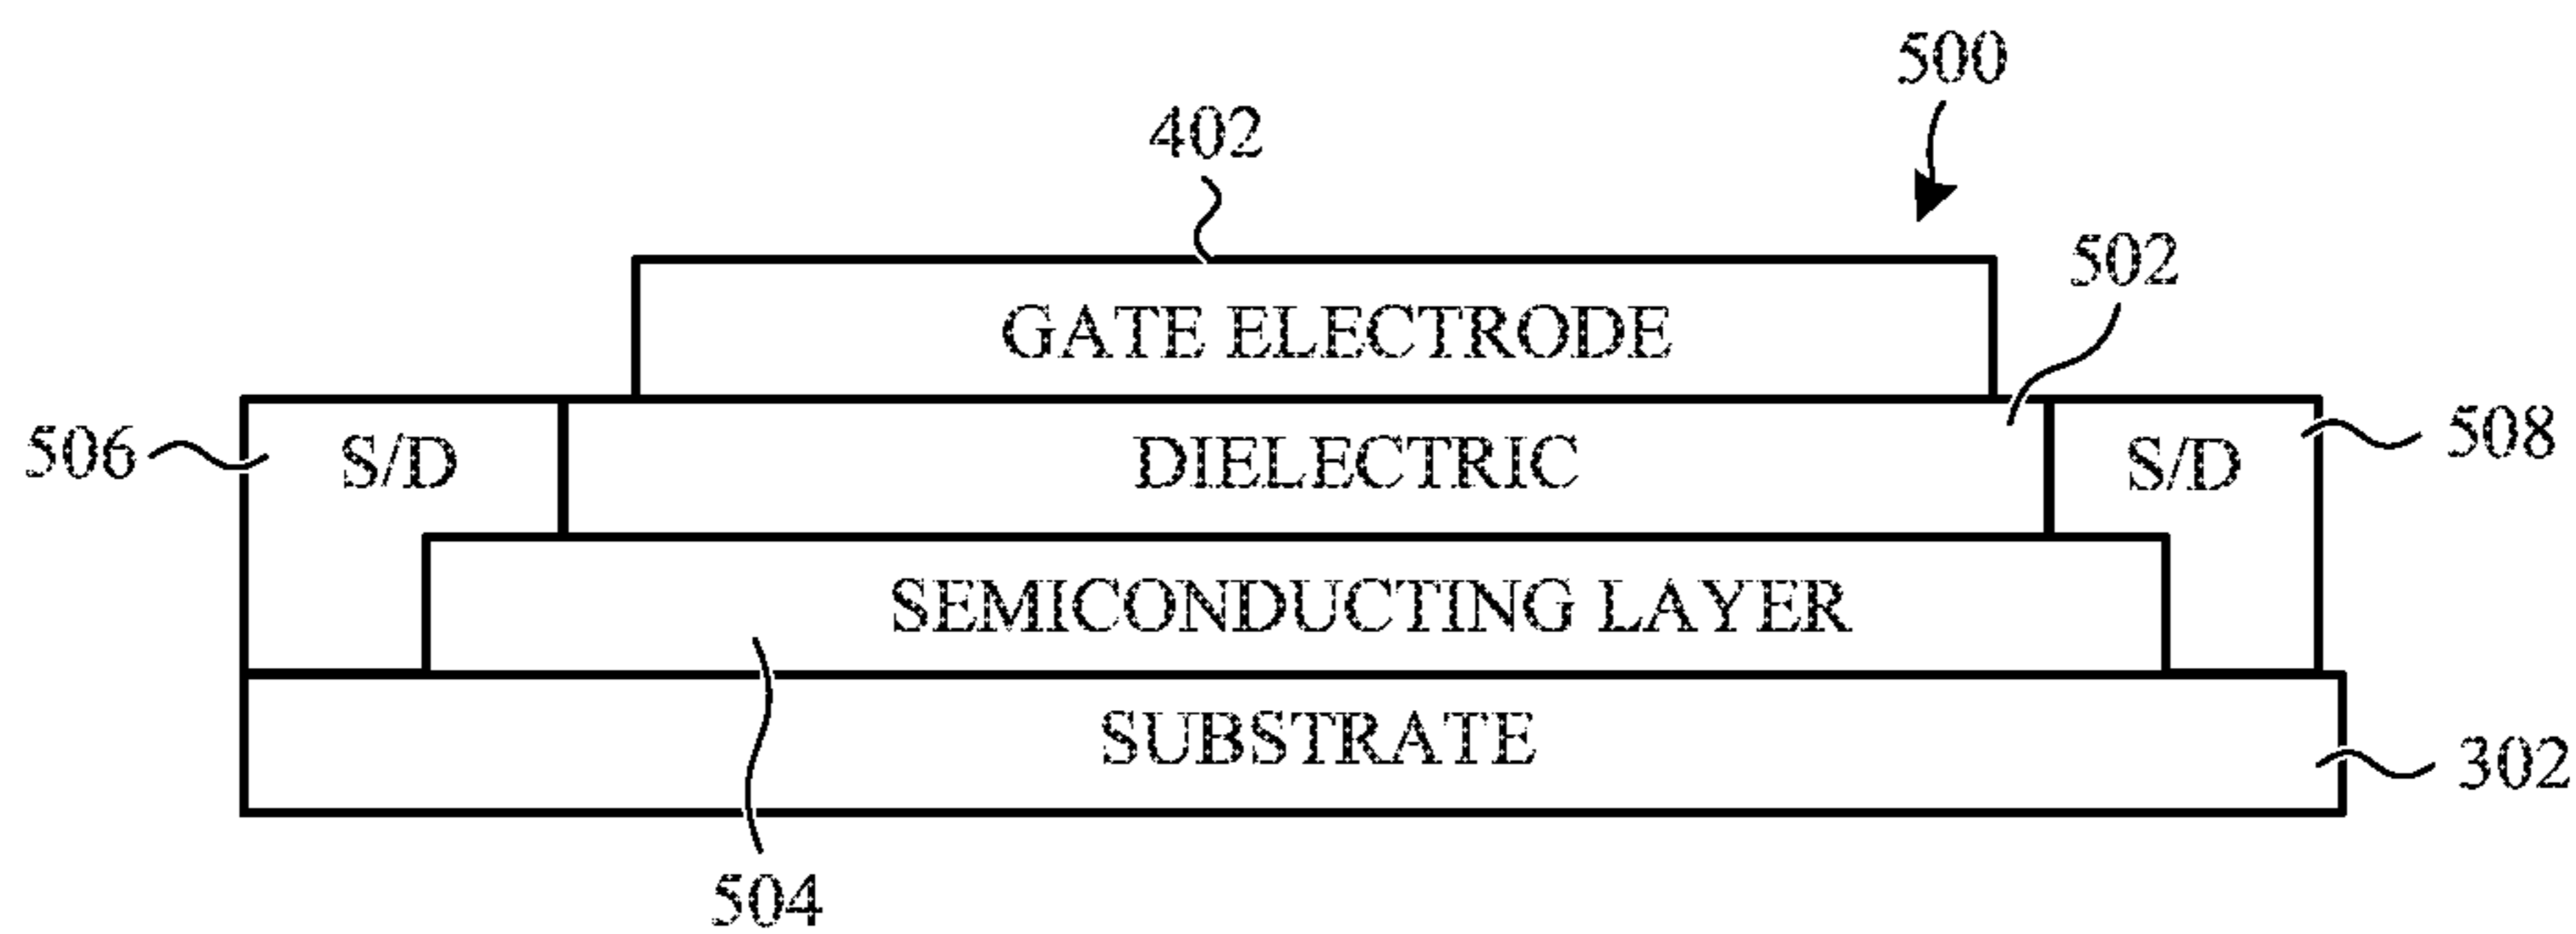 500
402
502
GATE ELECTRODE
506
S/D
DIELECTRIC
S/D
508
SEMICONDUCTING LAYER
SUBSTRATE
302
504